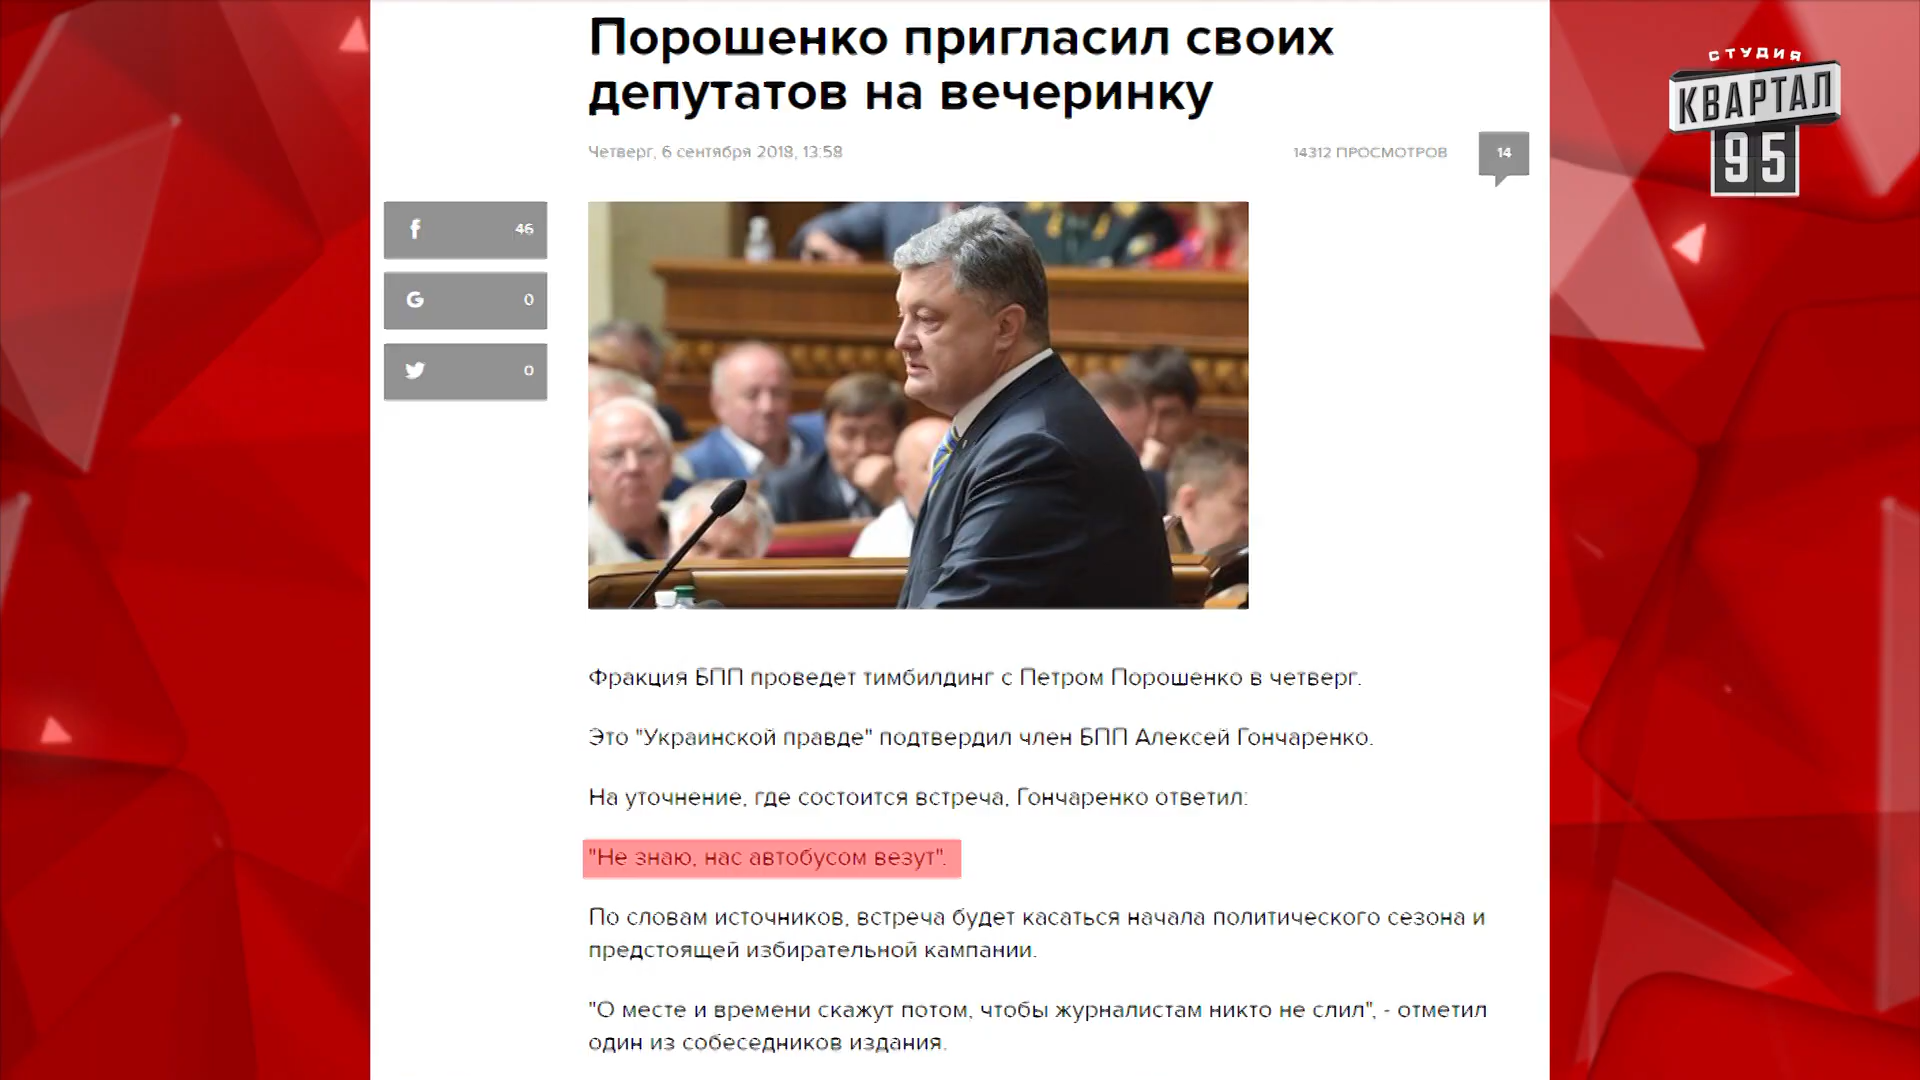 Порошенко пригласил своих
депутатов на вечеринку
Четверг, 6 сентября 2018, 13:58
14312 ПРОСМОТРОВ
14
СТУДИЯ
КВАРТАЛ
95
f 46
G 0
0
Фракция БПП проведет тимбилдинг с Петром Порошенко в четверг.
Это "Украинской правде" подтвердил член БПП Алексей Гончаренко.
На уточнение, где состоится встреча, Гончаренко ответил:
"Не знаю, нас автобусом везут".
По словам источников, встреча будет касаться начала политического сезона и
предстоящей избирательной кампании.
"О месте и времени скажут потом, чтобы журналистам никто не слил", - отметил
один из собеседников издания.